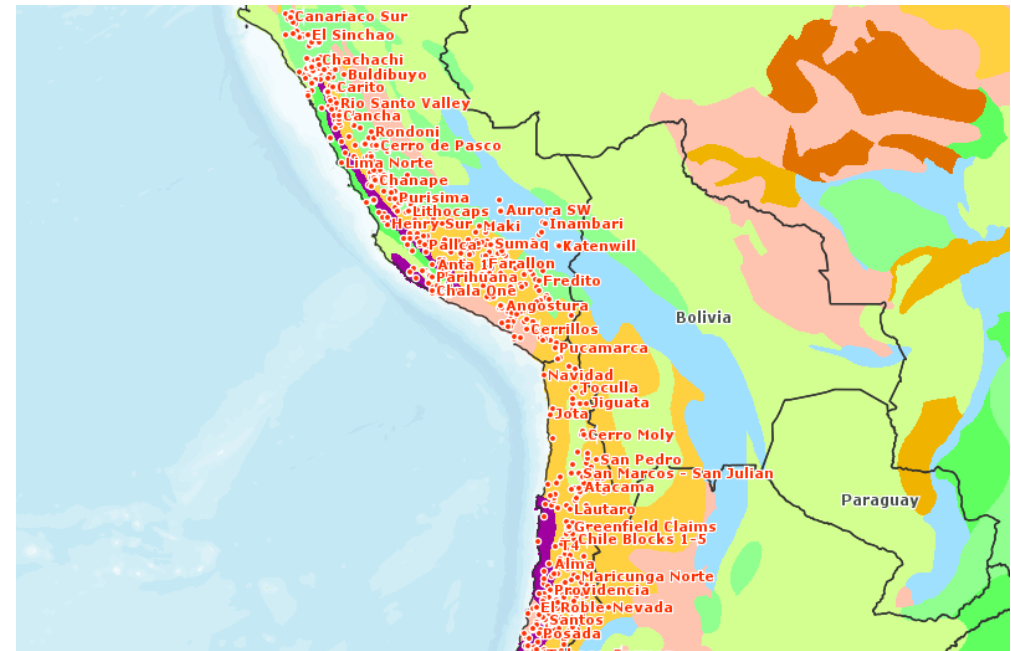 Canariaco Sur
El Sinchao
Chachachi
Buldibuyo
Carito
Rio Santo Valley
Cancha
Rondoni
Cerro de Pasco
Lima Norte
Chanape
Purisima
Lithocaps
Aurora SW
Henry Sur
Maki
Inambari
Pallca
Sumaq
Katenwill
Anta 1
Farallon
Parihuana
Fredito
Chala One
Angostura
Bolivia
Cerrillos
Pucamarca
Navidad
Toculla
Jiguata
Jota
Cerro Moly
San Pedro
San Marcos - San Julian
Atacama
Paraguay
Lautaro
Greenfield Claims
Chile Blocks 1-5
T4
Alma
Maricunga Norte
Providencia
El Roble
Nevada
Santos
Posada